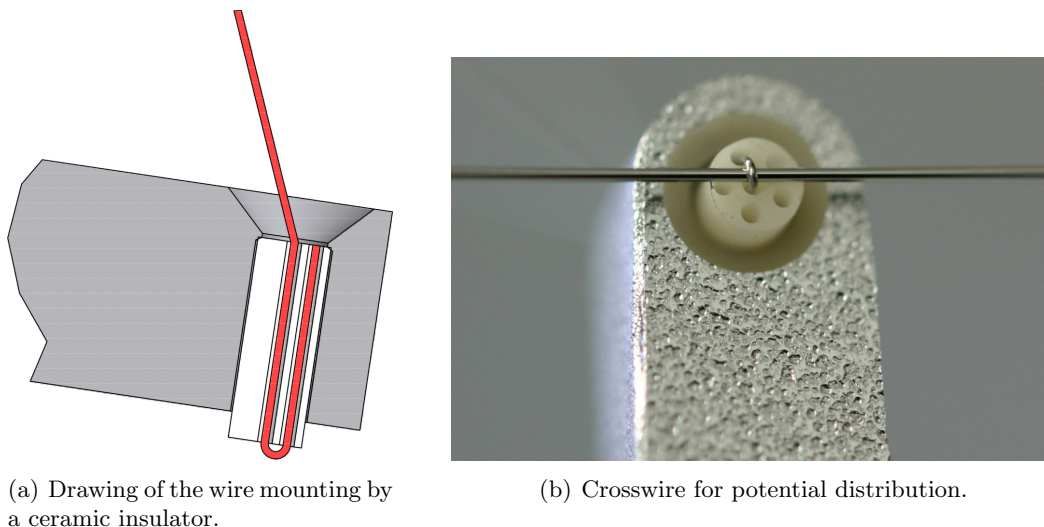 (a) Drawing of the wire mounting by
a ceramic insulator.
(b) Crosswire for potential distribution.